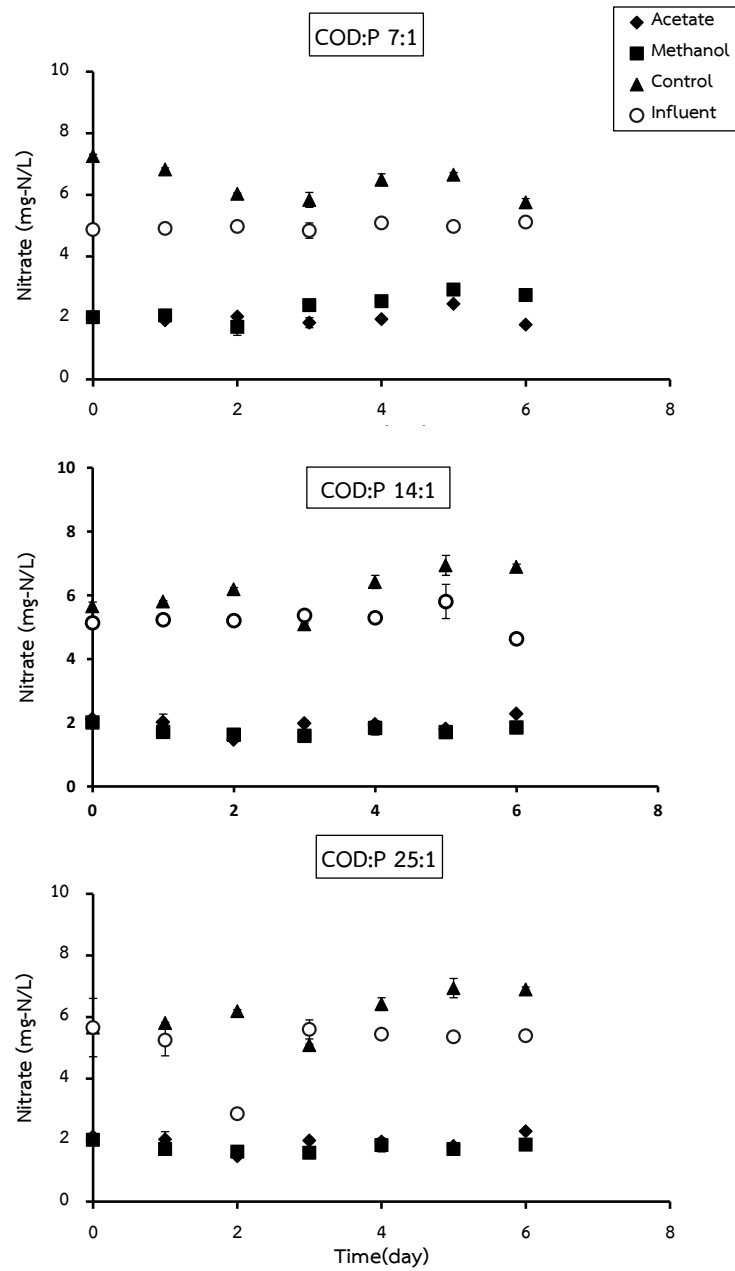 COD:P 7:1
Acetate
Methanol
Control
Influent
Nitrate (mg-N/L)
10
8
6
4
2
0
0 2 4 6 8
COD:P 14:1
Nitrate (mg-N/L)
10
8
6
4
2
0
0 2 4 6 8
COD:P 25:1
Nitrate (mg-N/L)
10
8
6
4
2
0
0 2 4 6 8
Time(day)